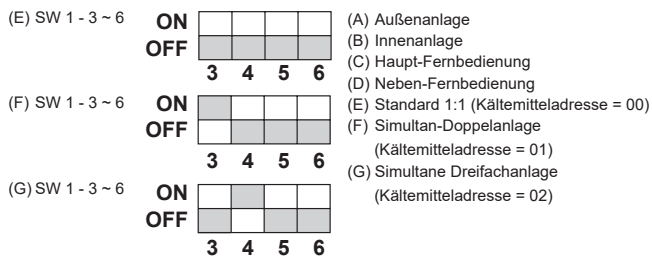 (E) SW 1 - 3 ~ 6
ON
OFF
3 4 5 6
(F) SW 1 - 3 ~ 6
ON
OFF
3 4 5 6
(G) SW 1 - 3 ~ 6
ON
OFF
3 4 5 6
(A) Außenanlage
(B) Innenanlage
(C) Haupt-Fernbedienung
(D) Neben-Fernbedienung
(E) Standard 1:1 (Kältemitteladresse = 00)
(F) Simultan-Doppelanlage
(Kältemitteladresse = 01)
(G) Simultane Dreifachanlage
(Kältemitteladresse = 02)